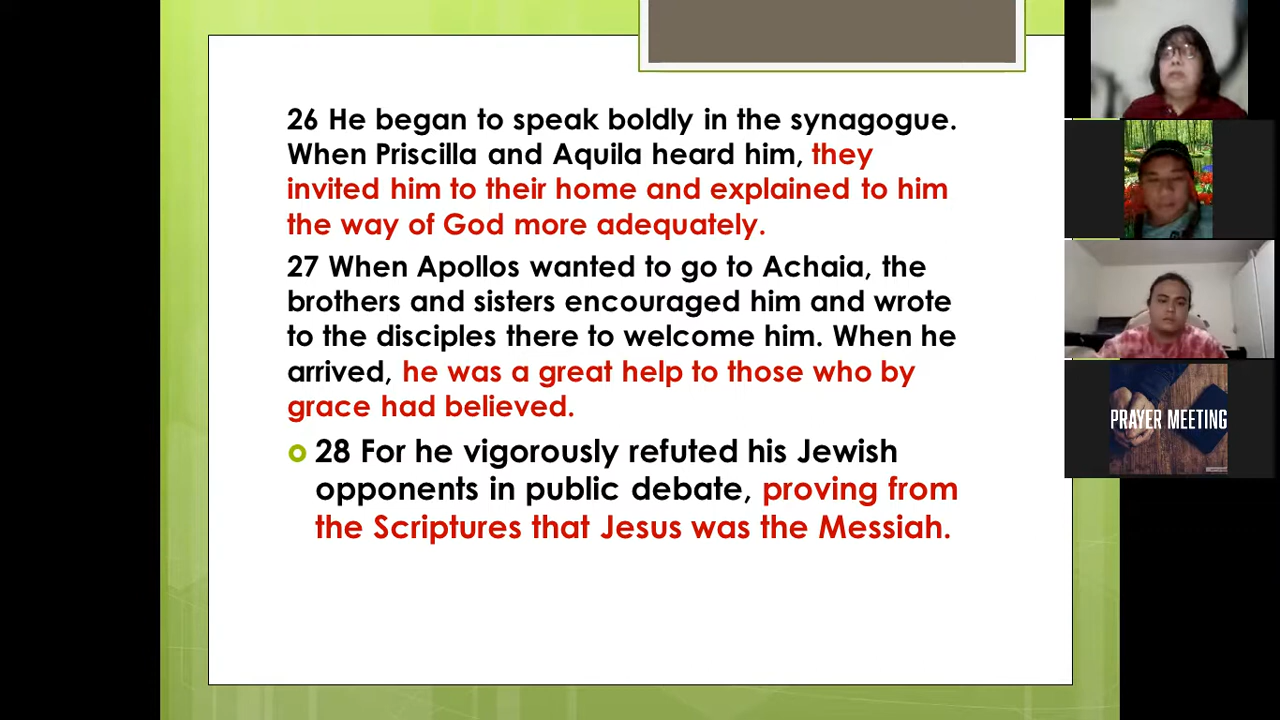 26 He began to speak boldly in the synagogue.
When Priscilla and Aquila heard him, they
invited him to their home and explained to him
the way of God more adequately.
27 When Apollos wanted to go to Achaia, the
brothers and sisters encouraged him and wrote
to the disciples there to welcome him. When he
arrived, he was a great help to those who by
grace had believed.
28 For he vigorously refuted his Jewish
opponents in public debate, proving from
the Scriptures that Jesus was the Messiah.
PRAYER MEETING